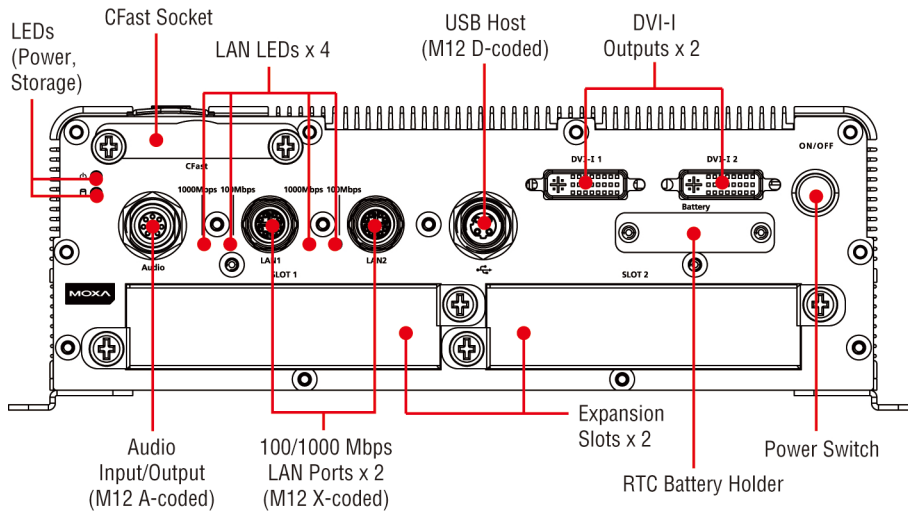 CFast Socket
LEDs
(Power,
Storage)
LAN LEDs x 4
USB Host
(M12 D-coded)
DVI-I
Outputs x 2
CFast
DVI-I 1
DVI-I 2
ON/OFF
1000Mbps
100Mbps
1000Mbps
100Mbps
Battery
Audio
LAN1
LAN2
SLOT 1
SLOT 2
MOXA
Audio
Input/Output
(M12 A-coded)
100/1000 Mbps
LAN Ports x 2
(M12 X-coded)
Expansion
Slots x 2
RTC Battery Holder
Power Switch